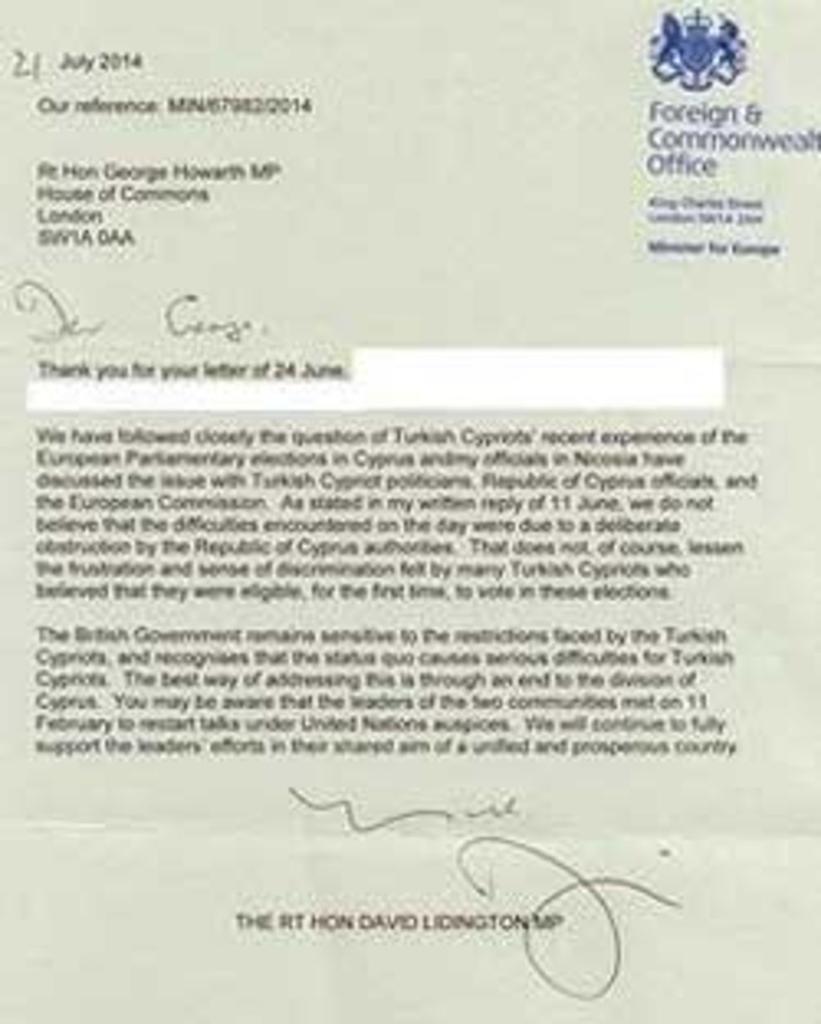 21 July 2014
Our reference: MIN/67982/2014
Rt Hon George Howarth MP
House of Commons
London
SW1A 0AA
Foreign &
Commonwealth
Office
King Charles Street
London SW1A 2AH
Minister for Europe
Dear George,
Thank you for your letter of 24 June.
We have followed closely the question of Turkish Cypriots' recent experience of the
European Parliamentary elections in Cyprus and my officials in Nicosia have
discussed the issue with Turkish Cypriot politicians, Republic of Cyprus officials, and
the European Commission. As stated in my written reply of 11 June, we do not
believe that the difficulties encountered on the day were due to a deliberate
obstruction by the Republic of Cyprus authorities. That does not, of course, lessen
the frustration and sense of discrimination felt by many Turkish Cypriots who
believed that they were eligible, for the first time, to vote in these elections.
The British Government remains sensitive to the restrictions faced by the Turkish
Cypriots, and recognises that the status quo causes serious difficulties for Turkish
Cypriots. The best way of addressing this is through an end to the division of
Cyprus. You may be aware that the leaders of the two communities met on 11
February to restart talks under United Nations auspices. We will continue to fully
support the leaders' efforts in their shared aim of a unified and prosperous country.
THE RT HON DAVID LIDINGTON MP